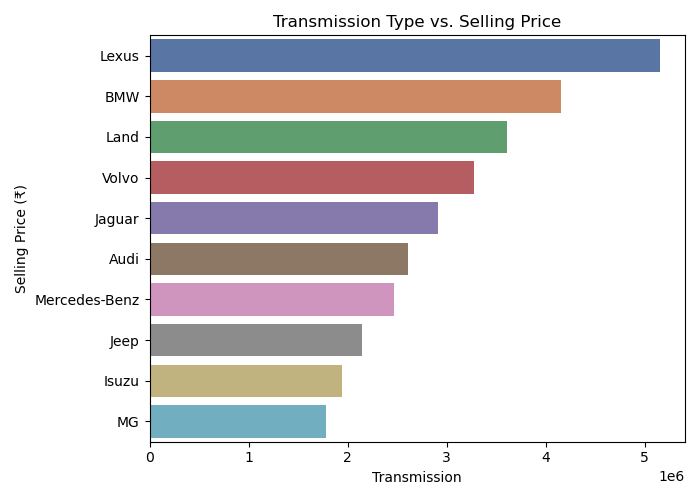 Transmission Type vs. Selling Price
Selling Price (₹)
Lexus
BMW
Land
Volvo
Jaguar
Audi
Mercedes-Benz
Jeep
Isuzu
MG
0 1 2 3 4 5
1e6
Transmission